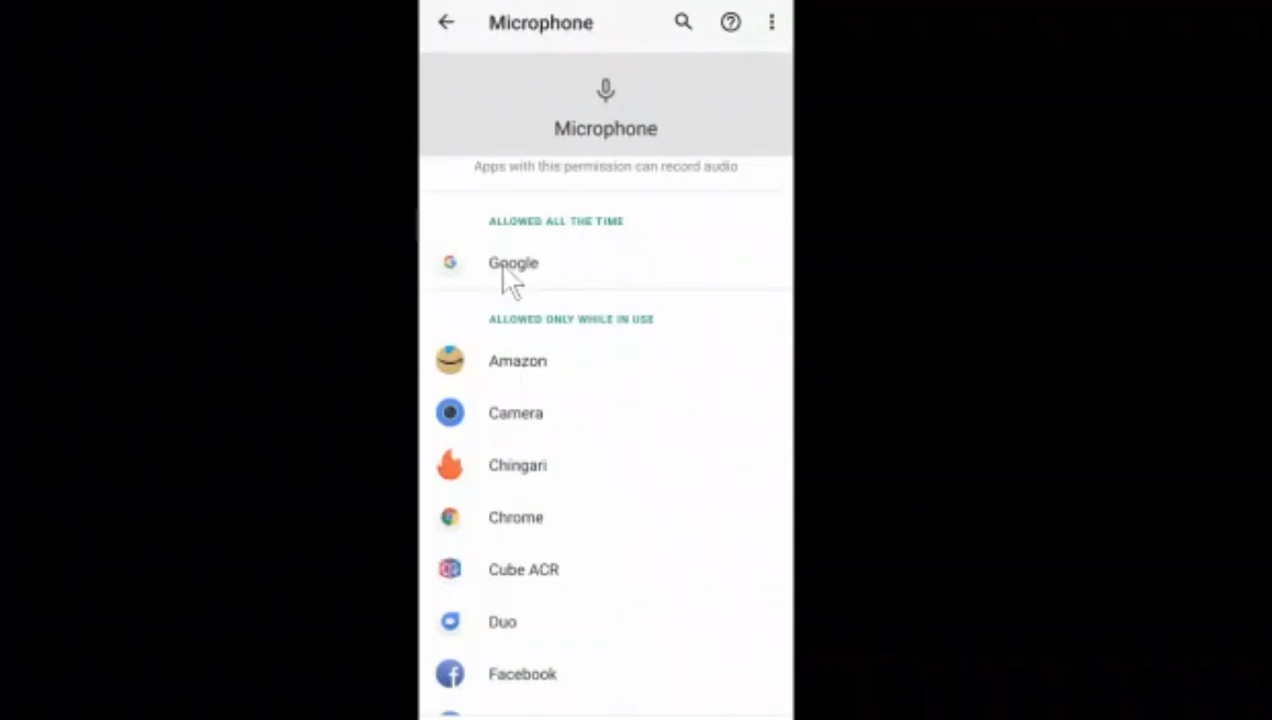 Microphone
Microphone
Apps with this permission can record audio
ALLOWED ALL THE TIME
Google
ALLOWED ONLY WHILE IN USE
Amazon
Camera
Chingari
Chrome
Cube ACR
Duo
Facebook